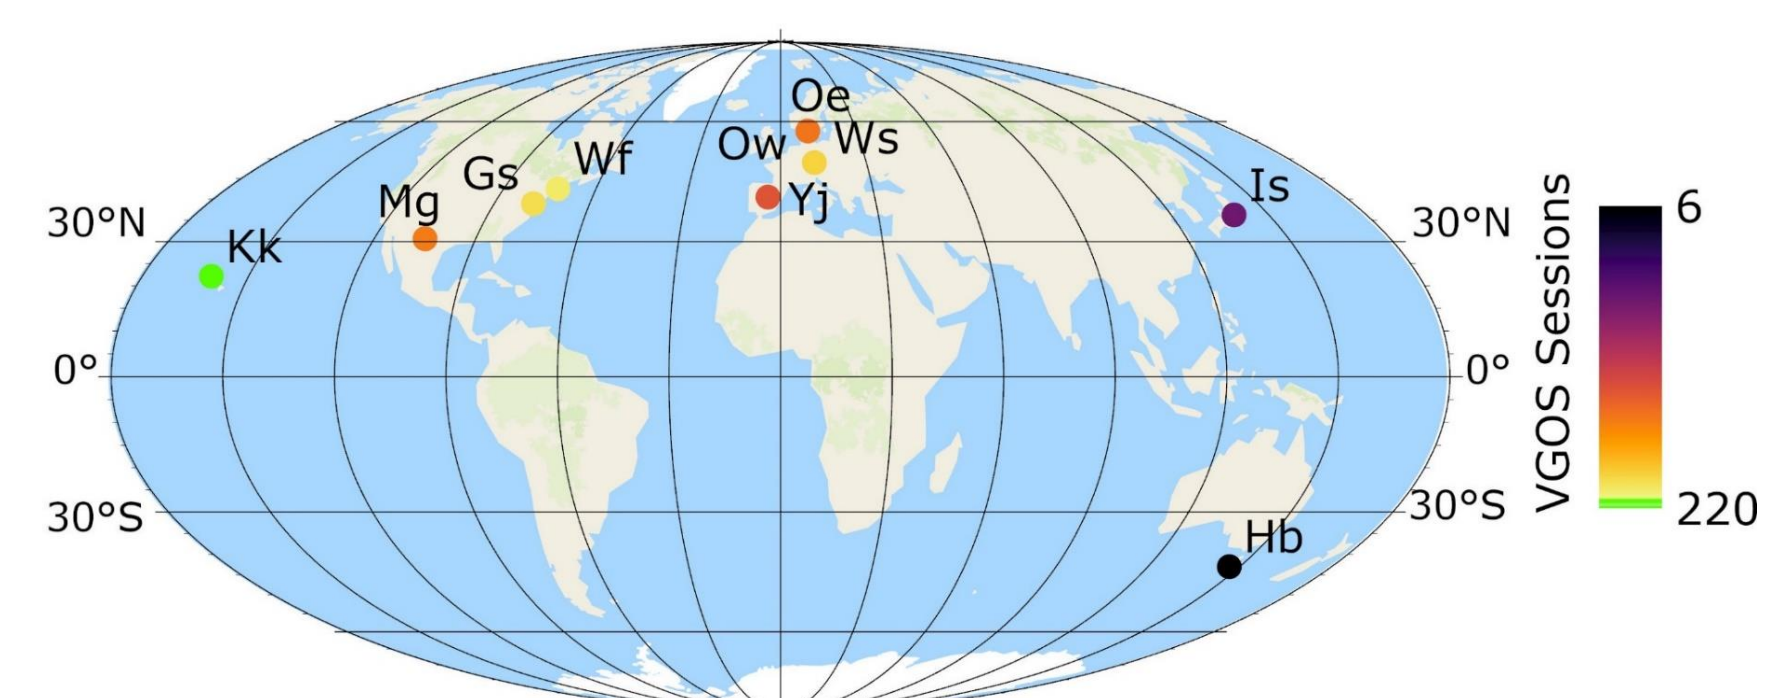 Oe
Ow
Ws
Wf
Gs
Mg
Yj
Is
30°N
30°N
Kk
6
VGOS Sessions
0°
0°
30°S
30°S
220
Hb